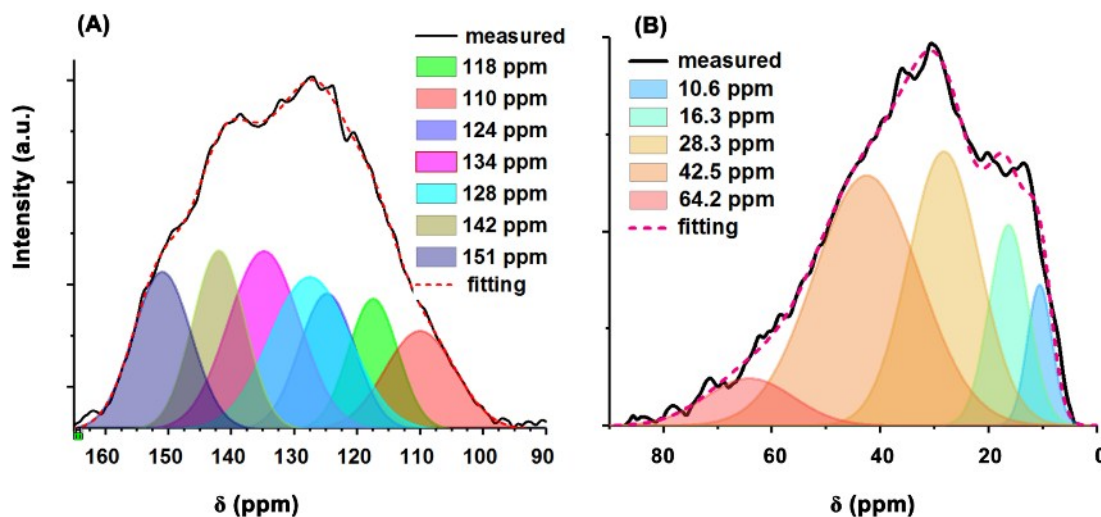 (A)
measured
118 ppm
110 ppm
124 ppm
134 ppm
128 ppm
142 ppm
151 ppm
fitting
Intensity (a.u.)
160 150 140 130 120 110 100 90
δ (ppm)
(B)
measured
10.6 ppm
16.3 ppm
28.3 ppm
42.5 ppm
64.2 ppm
fitting
80 60 40 20 0
δ (ppm)